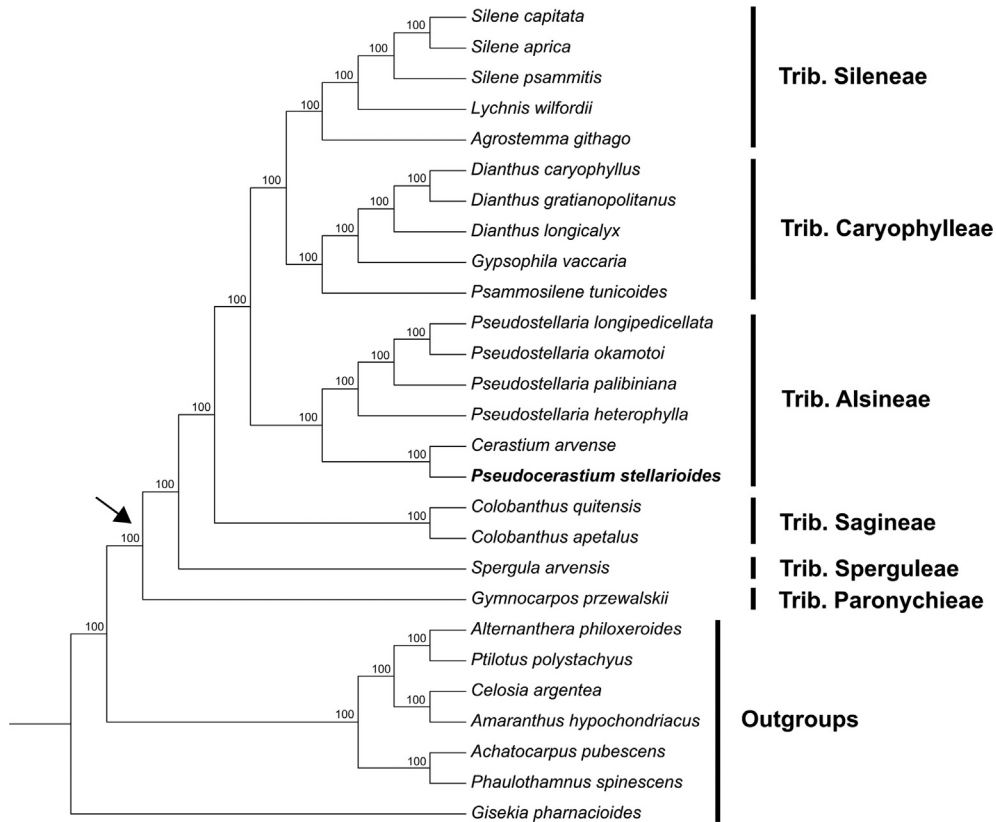 Silene capitata
100
Silene aprica
100
Silene psammitis
100
Lychnis wilfordii
100
Agrostemma githago
Trib. Sileneae
100
Dianthus caryophyllus
100
Dianthus gratianopolitanus
100
Dianthus longicalyx
100
Gypsophila vaccaria
100
Psammosilene tunicoides
Trib. Caryophylleae
100
Pseudostellaria longipedicellata
100
Pseudostellaria okamotoi
100
Pseudostellaria palibiniana
100
Pseudostellaria heterophylla
100
Cerastium arvense
100
Pseudocerastium stellarioides
Trib. Alsineae
100
Colobanthus quitensis
100
Colobanthus apetalus
Trib. Sagineae
100
Spergula arvensis
Trib. Sperguleae
100
Gymnocarpos przewalskii
Trib. Paronychieae
100
Alternanthera philoxeroides
100
Ptilotus polystachyus
100
Celosia argentea
100
Amaranthus hypochondriacus
100
Achatocarpus pubescens
100
Phaulothamnus spinescens
Gisekia pharnacioides
Outgroups